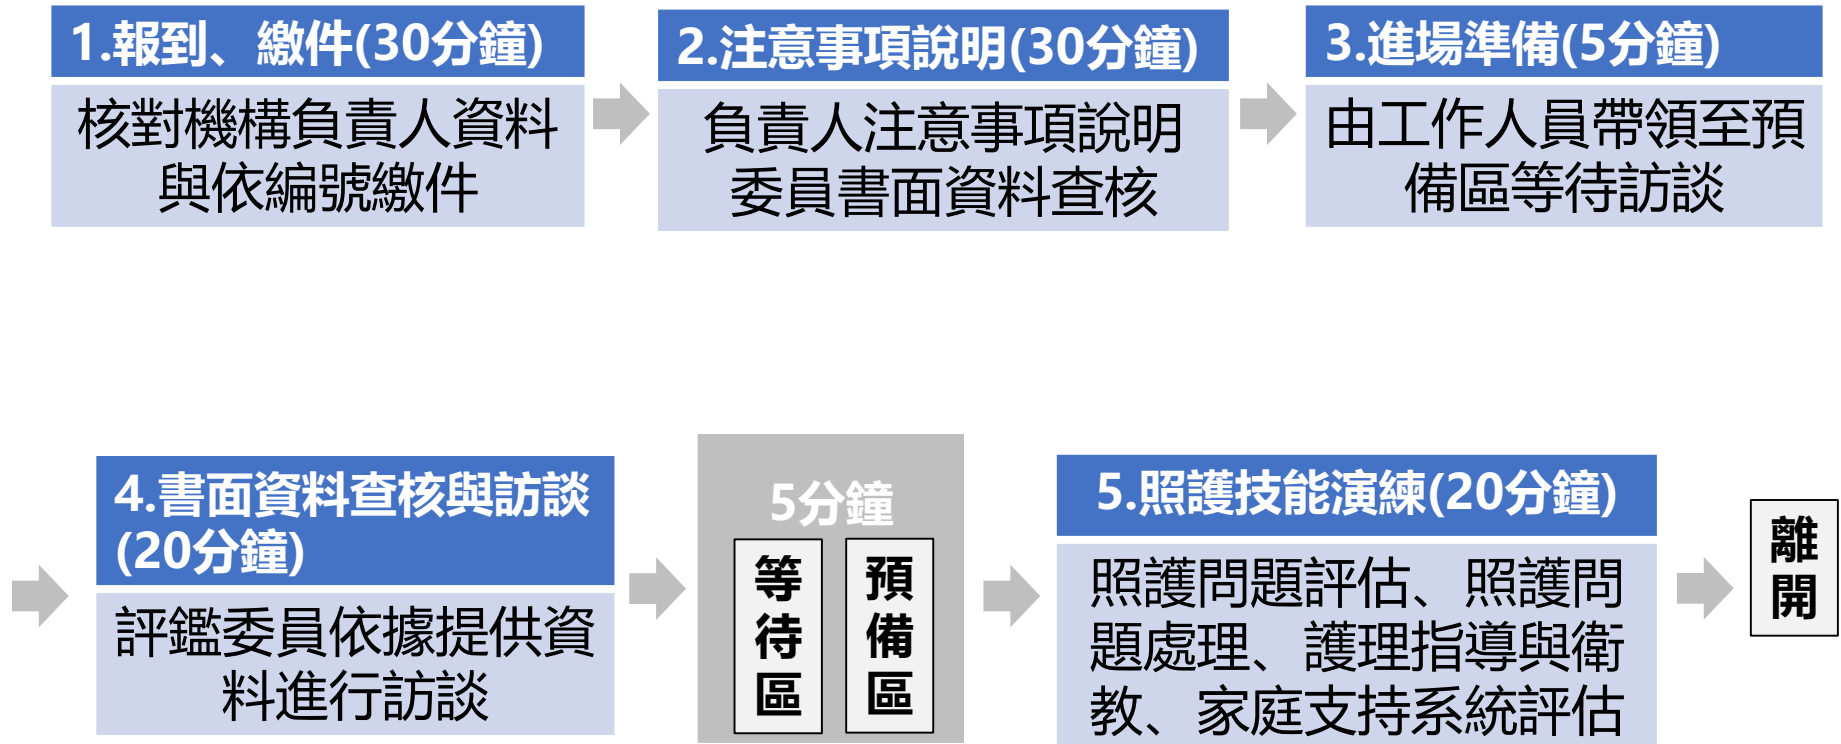 1.報到、繳件(30分鐘)
核對機構負責人資料
與依編號繳件
2.注意事項說明(30分鐘)
負責人注意事項說明
委員書面資料查核
3.進場準備(5分鐘)
由工作人員帶領至預
備區等待訪談
4.書面資料查核與訪談
(20分鐘)
評鑑委員依據提供資
料進行訪談
5分鐘
等待區
預備區
5.照護技能演練(20分鐘)
照護問題評估、照護問
題處理、護理指導與衛
教、家庭支持系統評估
離開